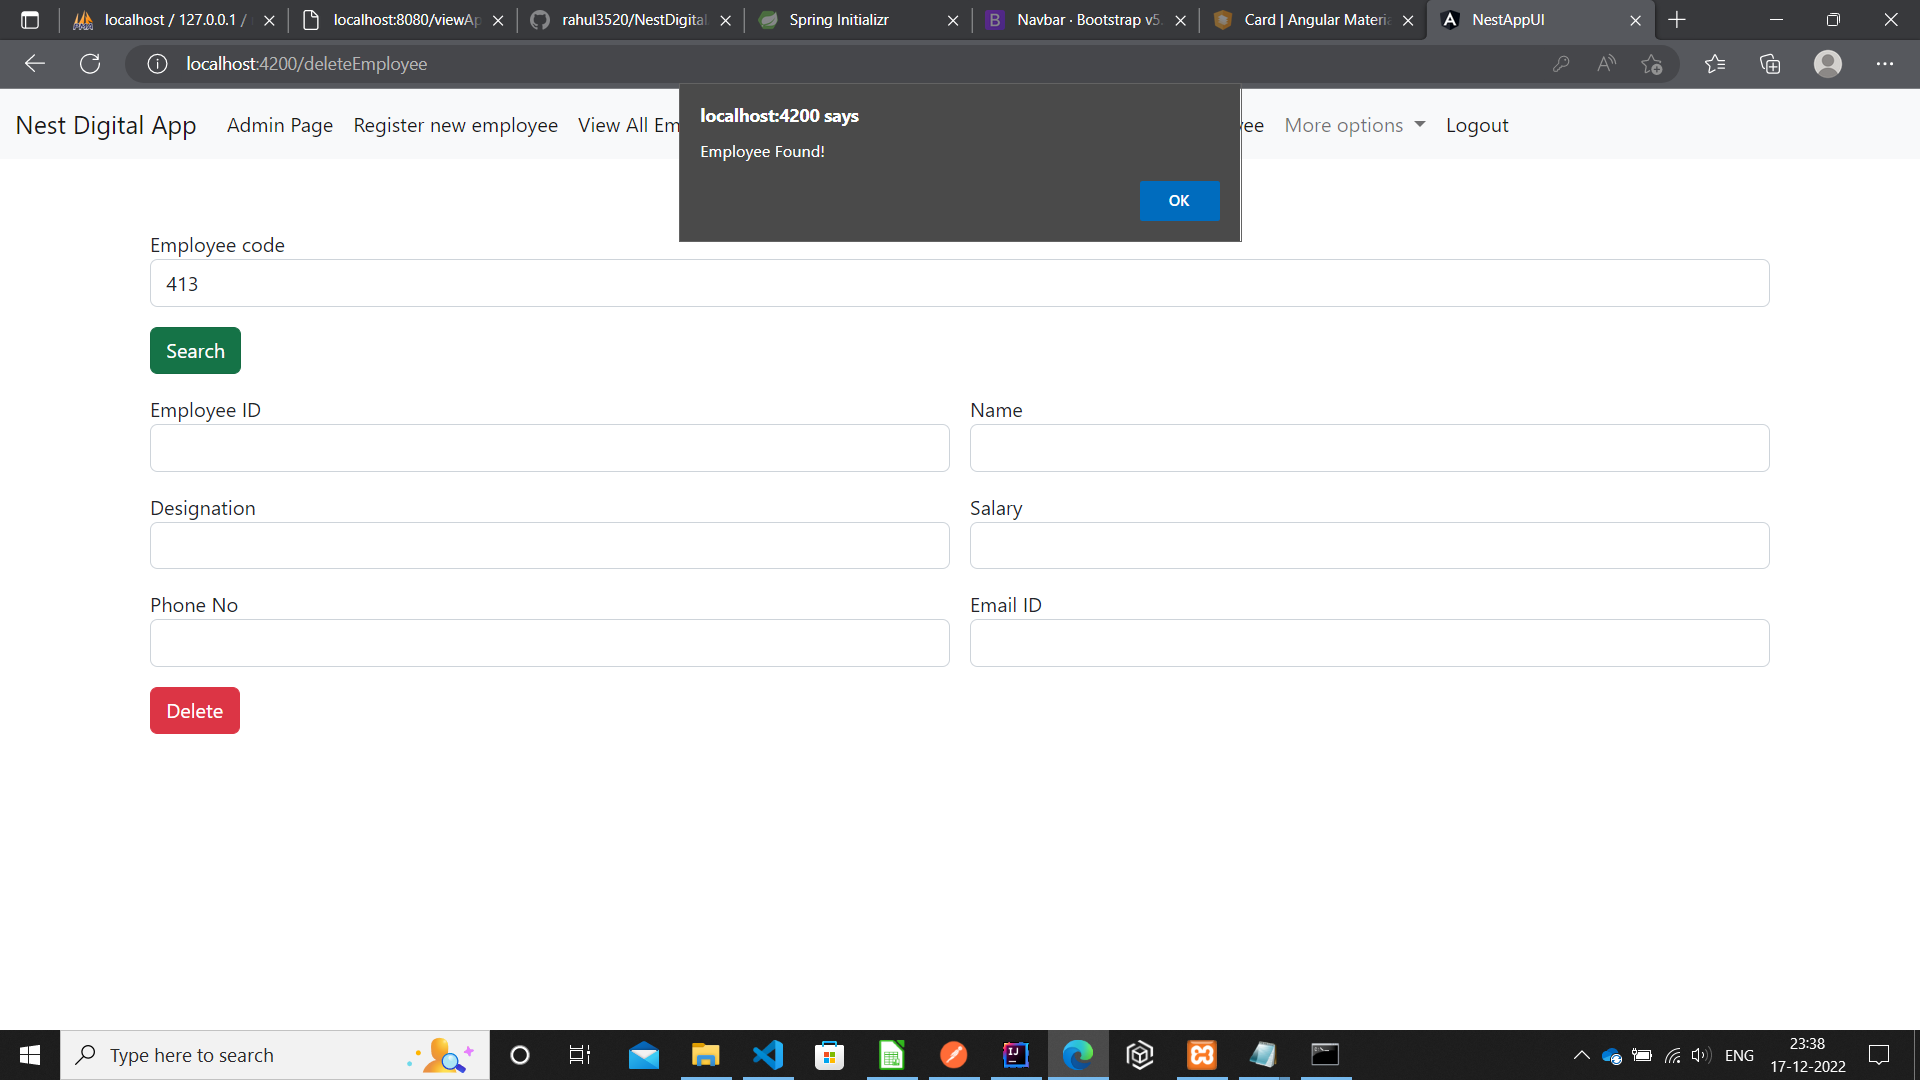 localhost / 127.0.0.1 /
localhost:8080/viewAp
rahul3520/NestDigital
Spring Initializr
Navbar · Bootstrap v5.
Card | Angular Materia
NestAppUI
localhost:4200/deleteEmployee
Nest Digital App
Admin Page
Register new employee
View All Em
yee
More options
Logout
localhost:4200 says
Employee Found!
OK
Employee code
413
Search
Employee ID
Name
Designation
Salary
Phone No
Email ID
Delete
Type here to search
ENG
23:38
17-12-2022